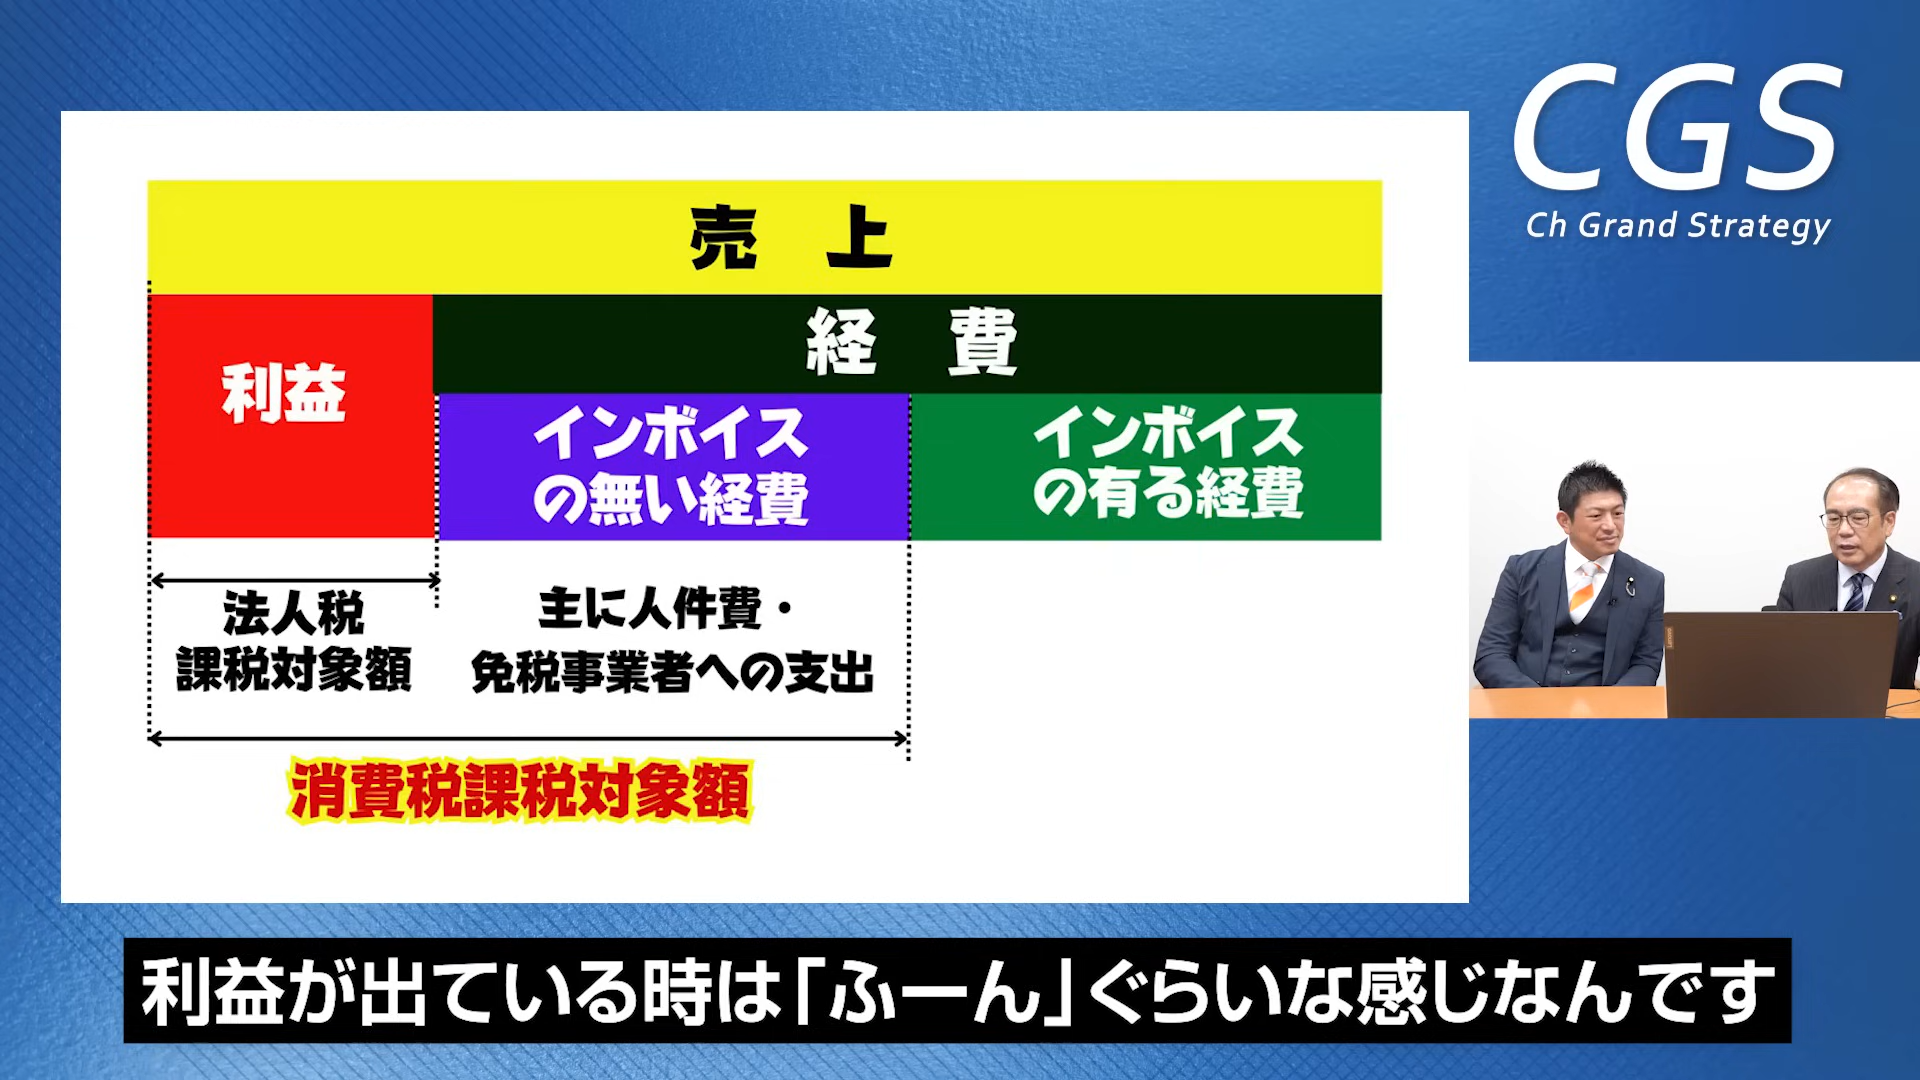 CGS
Ch Grand Strategy
売 上
利益
経 費
インボイス
の無い経費
インボイス
の有る経費
法人税
課税対象額
主に人件費・
免税事業者への支出
消費税課税対象額
利益が出ている時は「ふーん」ぐらいな感じなんです